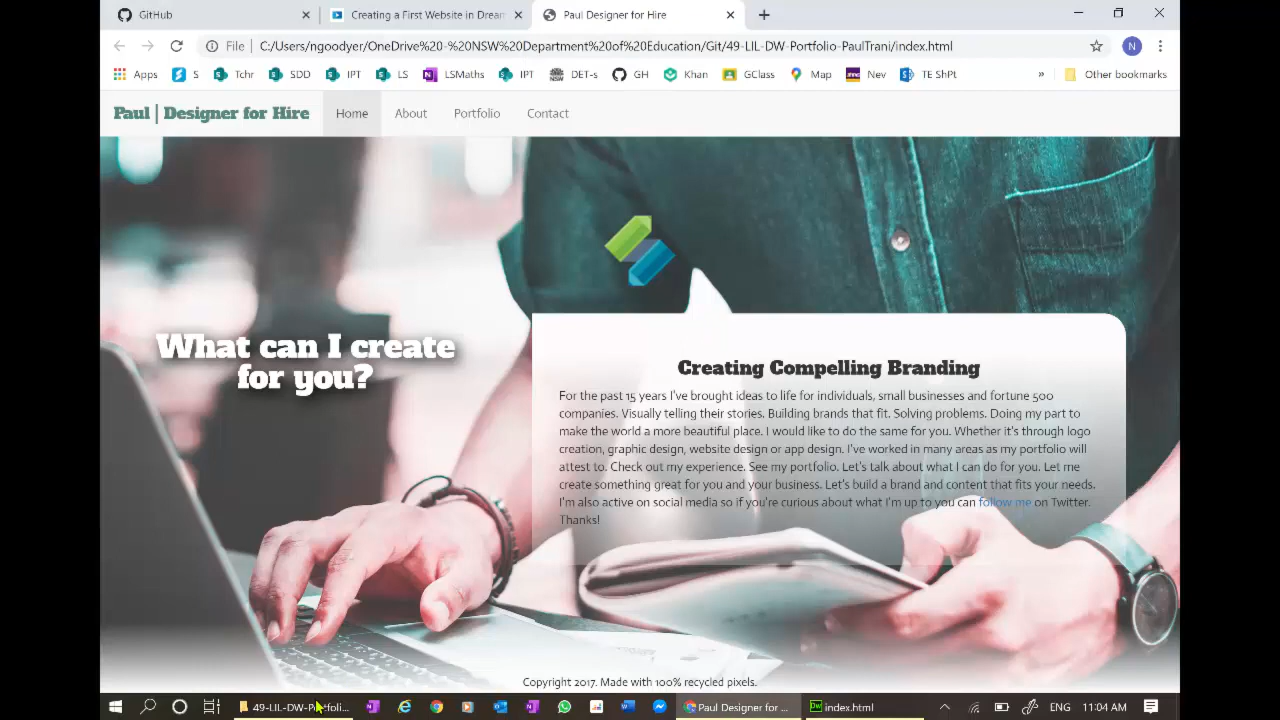 GitHub
Creating a First Website in Dream
Paul Designer for Hire
File
C:/Users/ngoodyer/OneDrive%20-%20NSW%20Department%20of%20Education/Git/49-LIL-DW-Portfolio-PaulTrani/index.html
N
Apps S Tchr SDD IPT LS LSMaths IPT DET-s GH Khan GClass Map Nev TE ShPt » Other bookmarks
Paul | Designer for Hire Home About Portfolio Contact
What can I create
for you?
Creating Compelling Branding
For the past 15 years I've brought ideas to life for individuals, small businesses and fortune 500
companies. Visually telling their stories. Building brands that fit. Solving problems. Doing my part to
make the world a more beautiful place. I would like to do the same for you. Whether it's through logo
creation, graphic design, website design or app design. I've worked in many areas as my portfolio will
attest to. Check out my experience. See my portfolio. Let's talk about what I can do for you. Let me
create something great for you and your business. Let's build a brand and content that fits your needs.
I'm also active on social media so if you're curious about what I'm up to you can follow me on Twitter.
Thanks!
Copyright 2017. Made with 100% recycled pixels.
49-LIL-DW-Portfoli... Paul Designer for ... Dw index.html ENG 11:04 AM